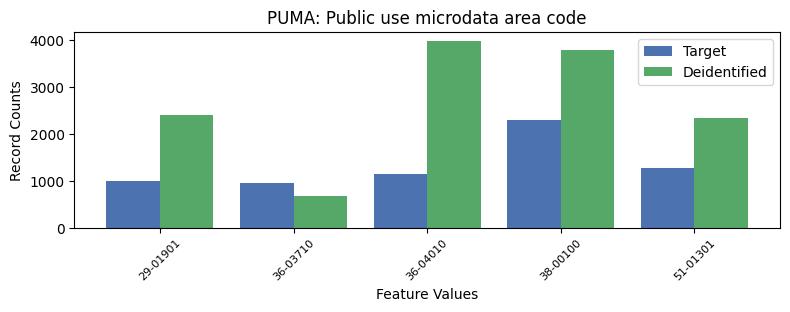 PUMA: Public use microdata area code
4000
3000
2000
1000
0
Record Counts
Target
Deidentified
29-01901
36-03710
36-04010
38-00100
51-01301
Feature Values